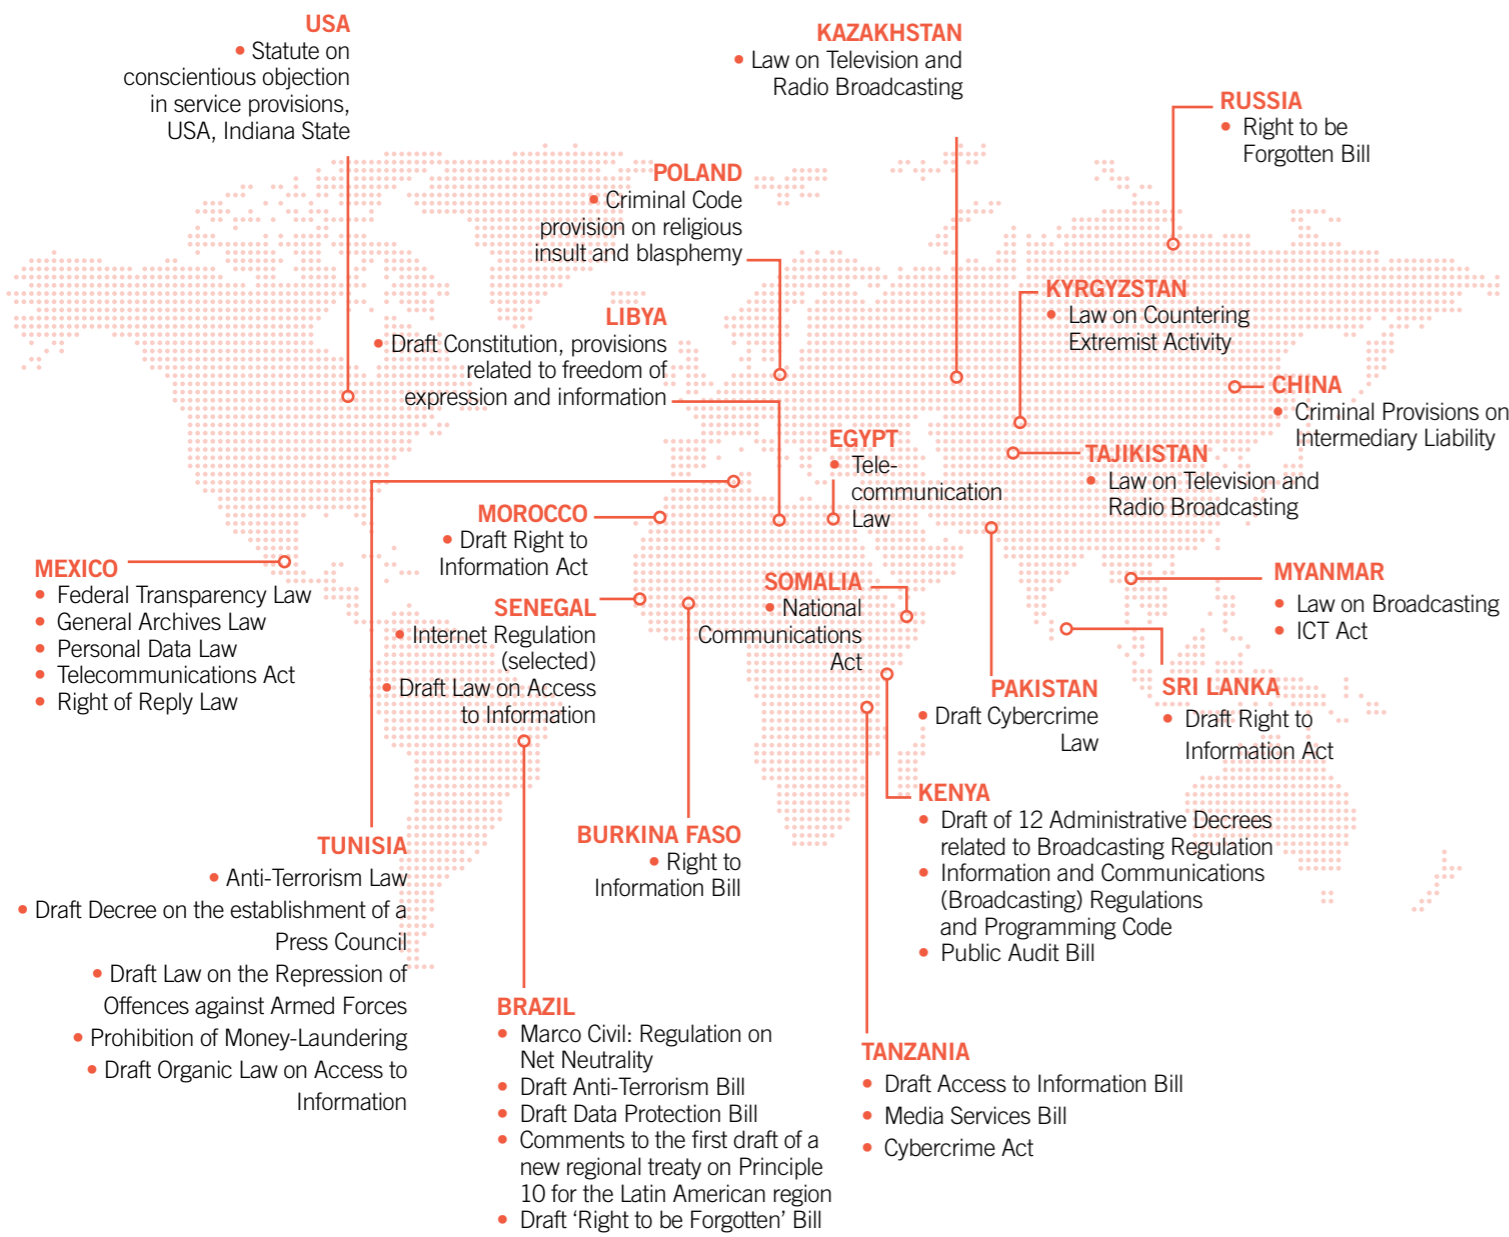 USA
• Statute on
conscientious objection
in service provisions,
USA, Indiana State
KAZAKHSTAN
• Law on Television and
Radio Broadcasting
RUSSIA
• Right to be
Forgotten Bill
POLAND
• Criminal Code
provision on religious
insult and blasphemy
KYRGYZSTAN
• Law on Countering
Extremist Activity
LIBYA
• Draft Constitution, provisions
related to freedom of
expression and information
CHINA
• Criminal Provisions on
Intermediary Liability
EGYPT
• Tele-
communication
Law
TAJIKISTAN
• Law on Television and
Radio Broadcasting
MOROCCO
• Draft Right to
Information Act
MEXICO
• Federal Transparency Law
• General Archives Law
• Personal Data Law
• Telecommunications Act
• Right of Reply Law
SENEGAL
• Internet Regulation
(selected)
• Draft Law on Access
to Information
SOMALIA
• National
Communications
Act
MYANMAR
• Law on Broadcasting
• ICT Act
PAKISTAN
• Draft Cybercrime
Law
SRI LANKA
• Draft Right to
Information Act
KENYA
• Draft of 12 Administrative Decrees
related to Broadcasting Regulation
• Information and Communications
(Broadcasting) Regulations
and Programming Code
• Public Audit Bill
TUNISIA
• Anti-Terrorism Law
• Draft Decree on the establishment of a
Press Council
• Draft Law on the Repression of
Offences against Armed Forces
• Prohibition of Money-Laundering
• Draft Organic Law on Access to
Information
BURKINA FASO
• Right to
Information Bill
BRAZIL
• Marco Civil: Regulation on
Net Neutrality
• Draft Anti-Terrorism Bill
• Draft Data Protection Bill
• Comments to the first draft of a
new regional treaty on Principle
10 for the Latin American region
• Draft ‘Right to be Forgotten’ Bill
TANZANIA
• Draft Access to Information Bill
• Media Services Bill
• Cybercrime Act